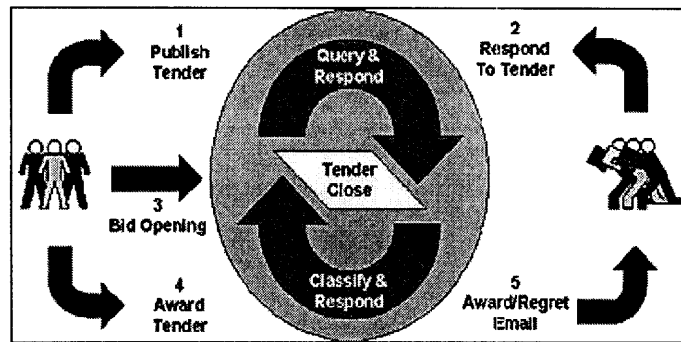 1
Publish
Tender
Query &
Respond
2
Respond
To Tender
Tender
Close
3
Bid Opening
4
Award
Tender
Classify &
Respond
5
Award/Regret
Email